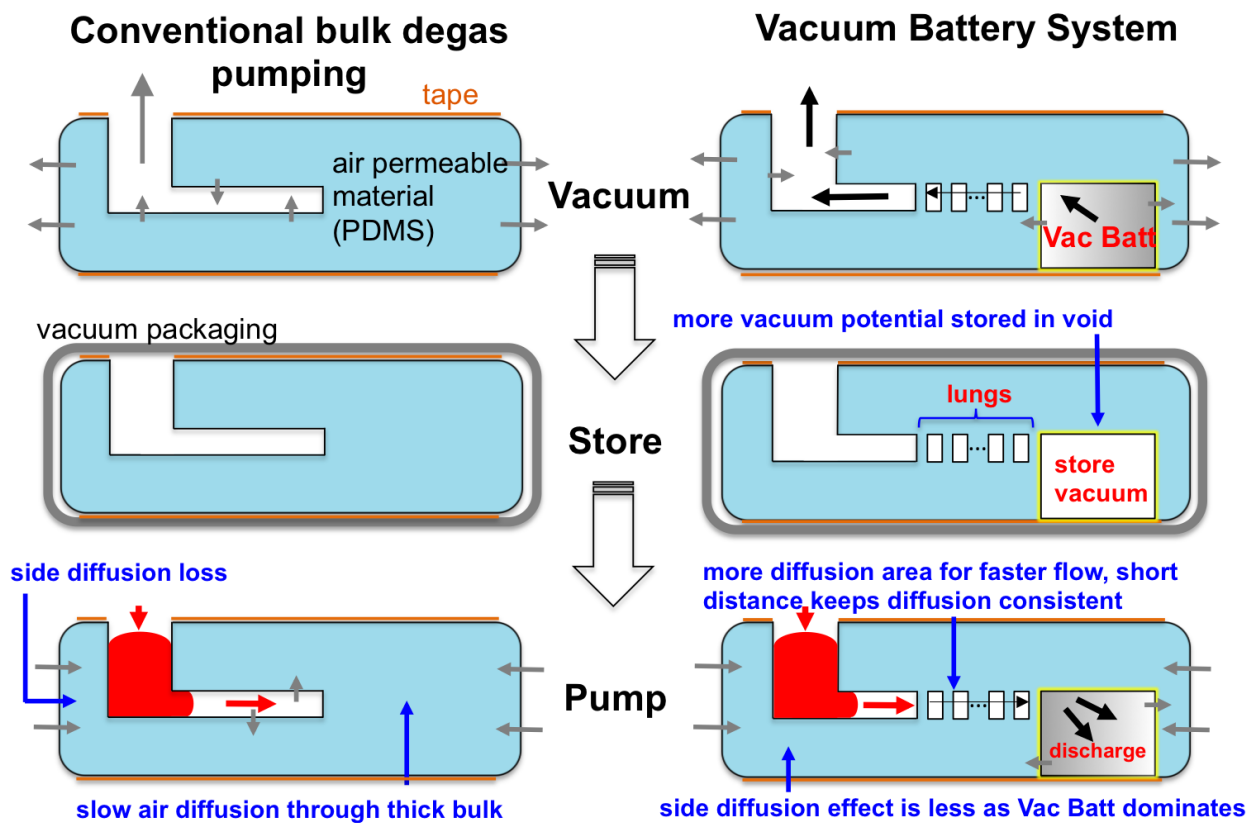 Conventional bulk degas
pumping
Vacuum Battery System
tape
air permeable
material
(PDMS)
Vacuum
Vac Batt
vacuum packaging
more vacuum potential stored in void
lungs
...
Store
store
vacuum
side diffusion loss
more diffusion area for faster flow, short
distance keeps diffusion consistent
Pump
discharge
slow air diffusion through thick bulk
side diffusion effect is less as Vac Batt dominates